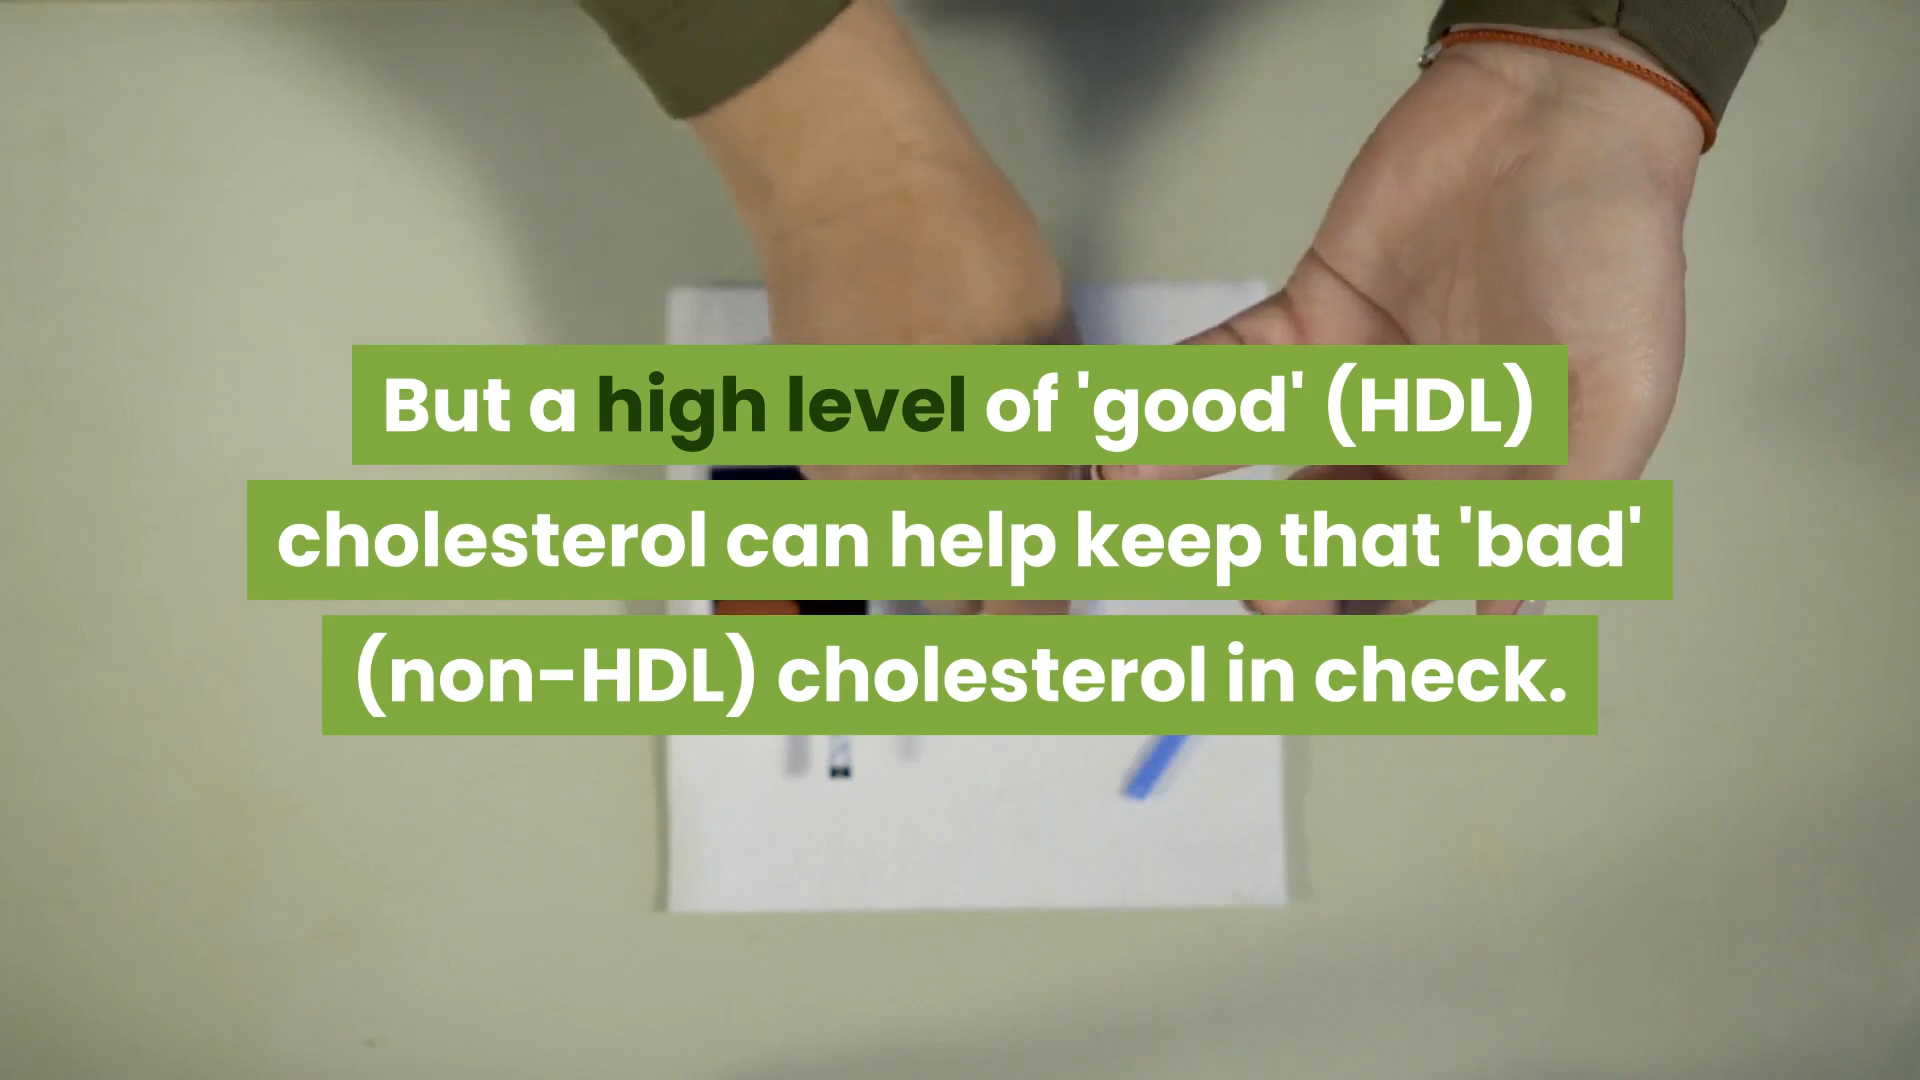 But a high level of 'good' (HDL)
cholesterol can help keep that 'bad'
(non-HDL) cholesterol in check.